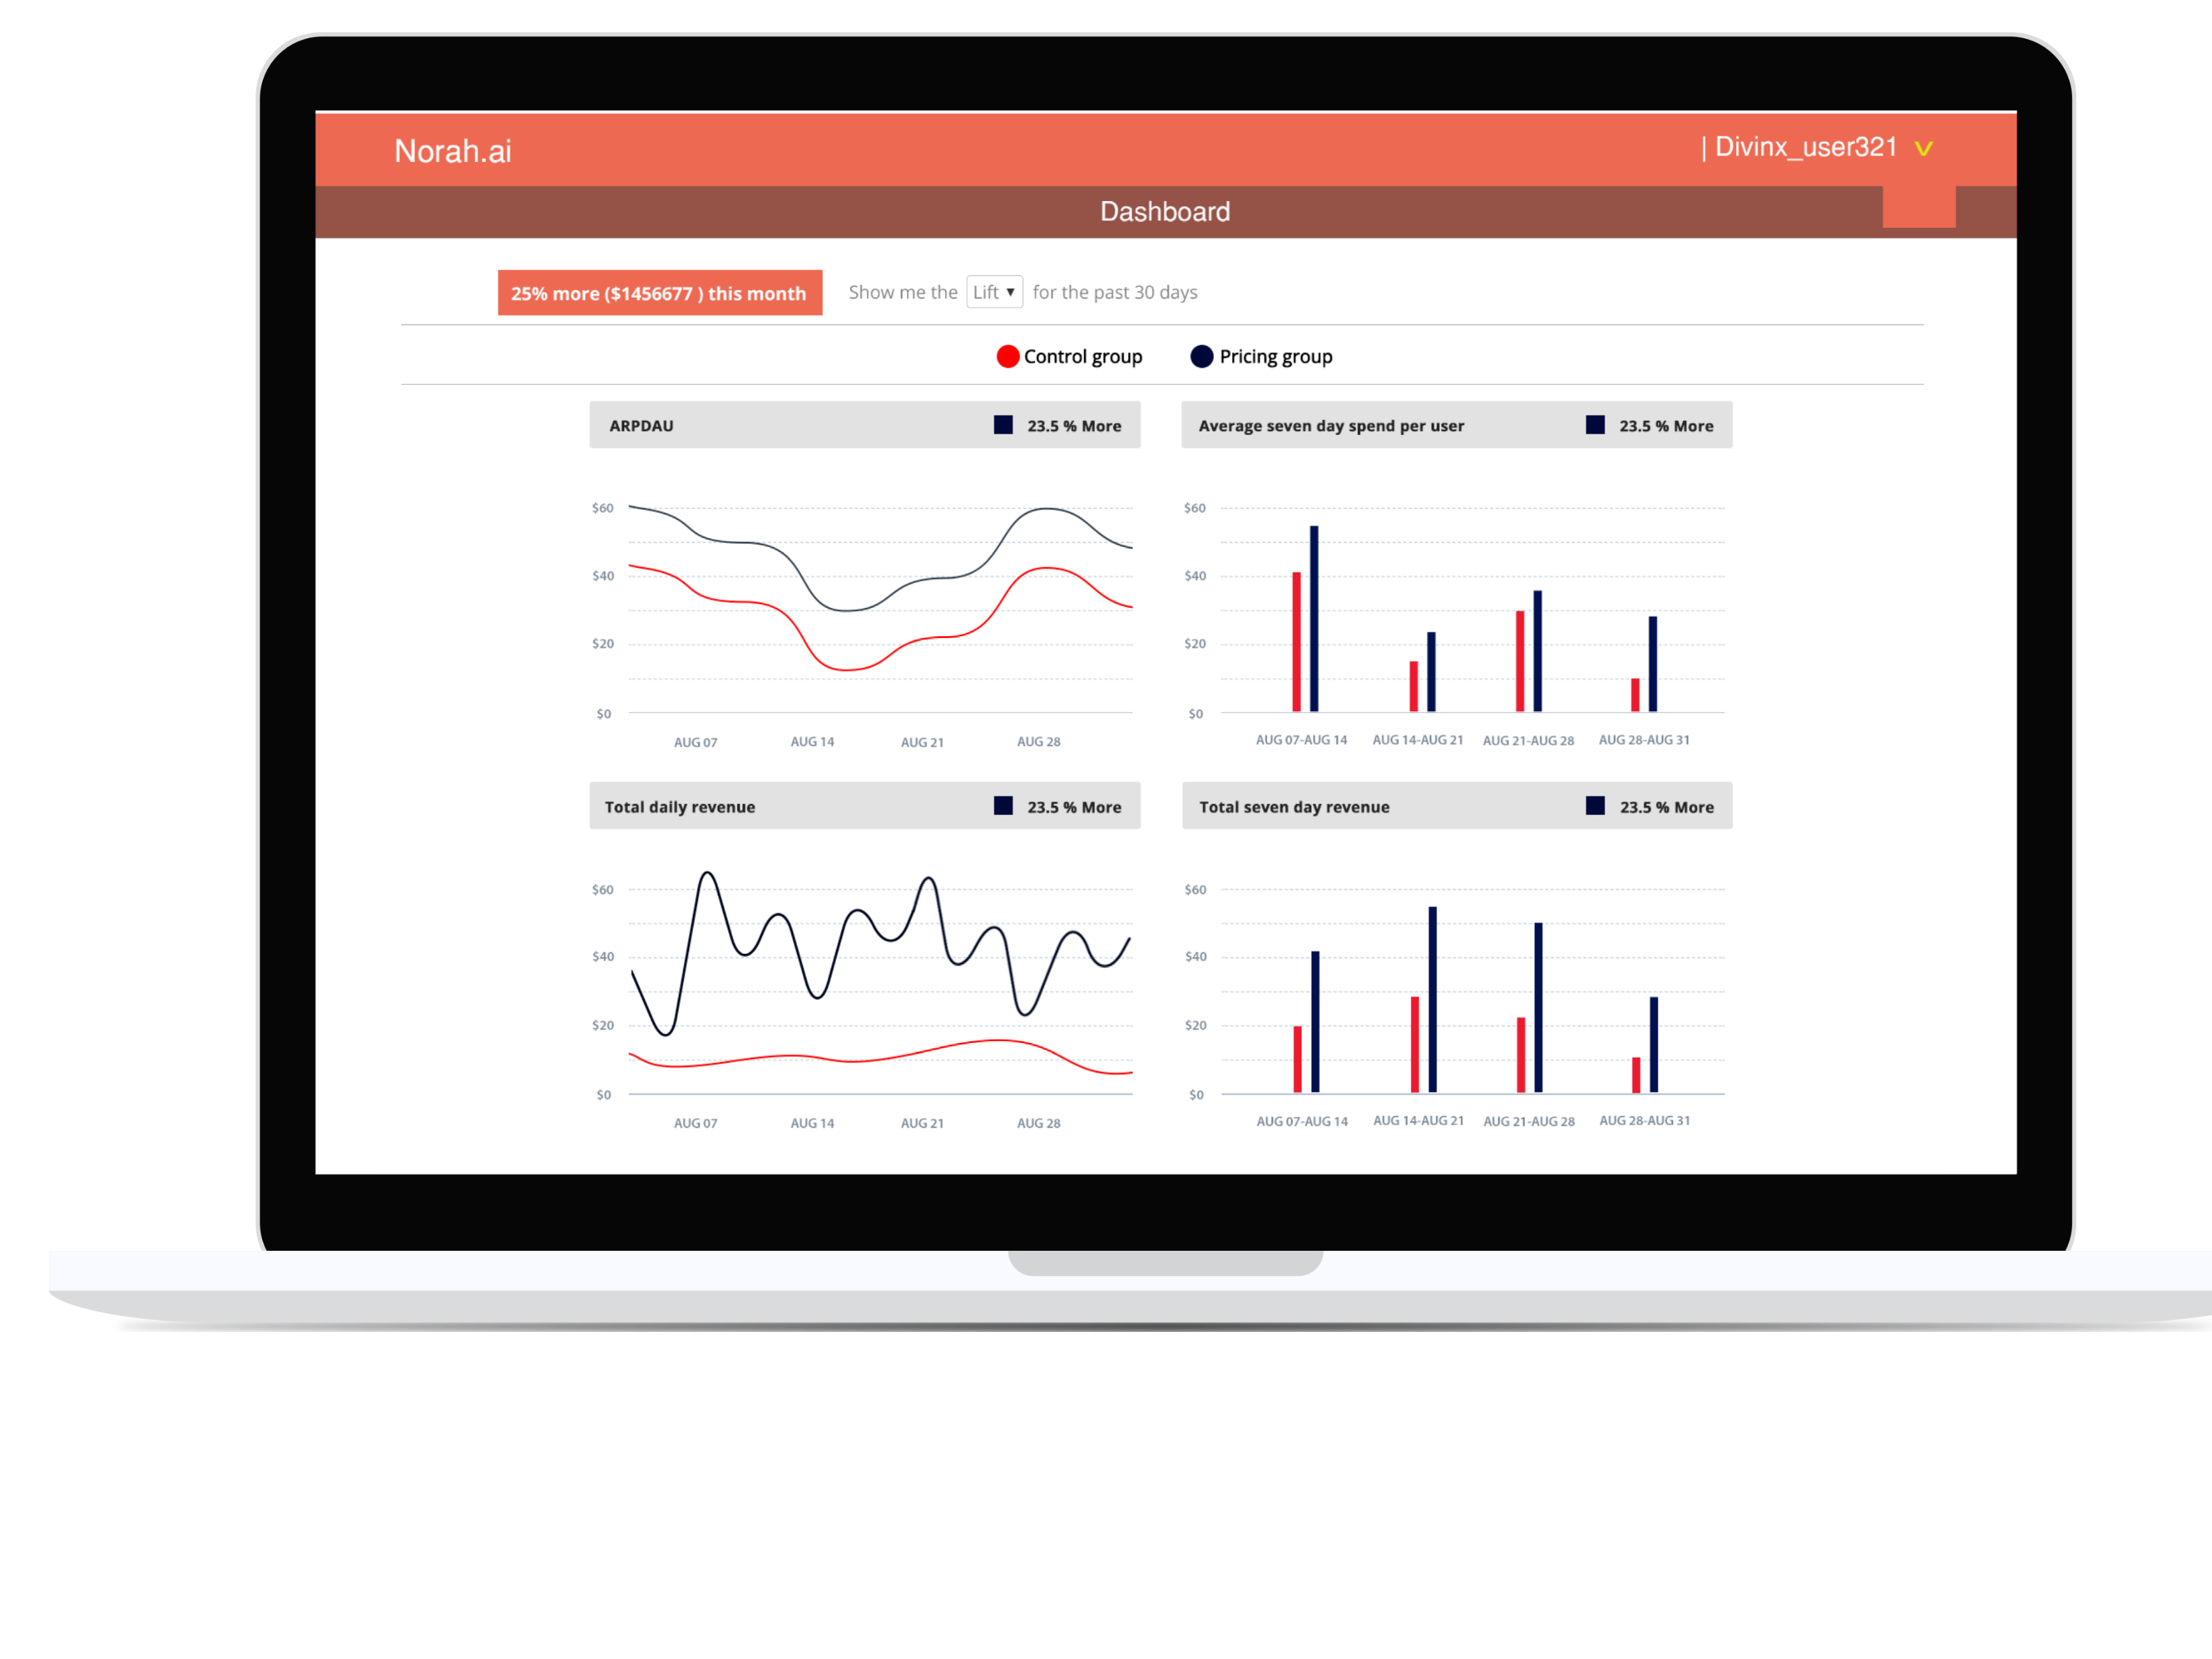 Norah.ai
| Divinx_user321 v
Dashboard
25% more ($1456677 ) this month
Show me the Lift ▼ for the past 30 days
Control group
Pricing group
ARPDAU
23.5 % More
$60
$40
$20
$0
AUG 07 AUG 14 AUG 21 AUG 28
Average seven day spend per user
23.5 % More
$60
$40
$20
$0
AUG 07-AUG 14 AUG 14-AUG 21 AUG 21-AUG 28 AUG 28-AUG 31
Total daily revenue
23.5 % More
$60
$40
$20
$0
AUG 07 AUG 14 AUG 21 AUG 28
Total seven day revenue
23.5 % More
$60
$40
$20
$0
AUG 07-AUG 14 AUG 14-AUG 21 AUG 21-AUG 28 AUG 28-AUG 31